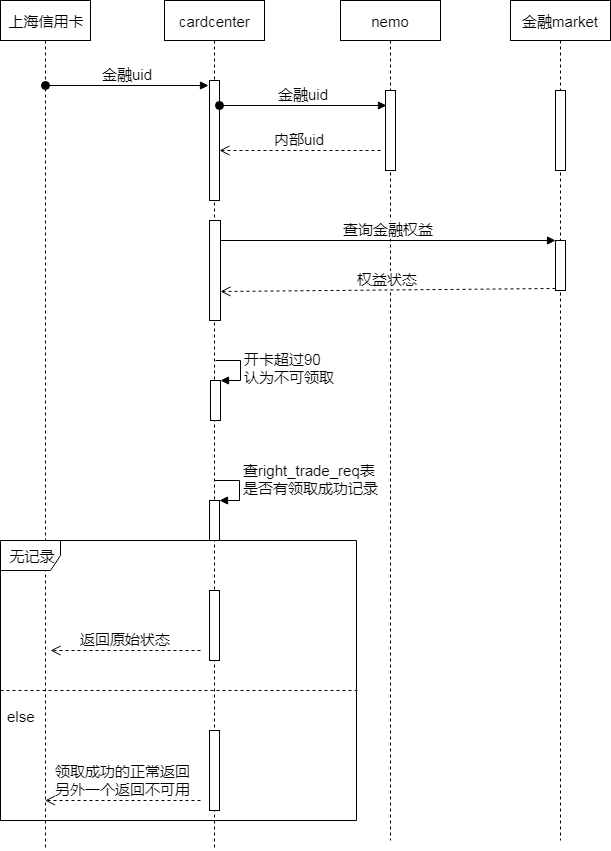 上海信用卡
cardcenter
nemo
金融market
金融uid
金融uid
内部uid
查询金融权益
权益状态
开卡超过90
认为不可领取
查right_trade_req表
是否有领取成功记录
无记录
返回原始状态
else
领取成功的正常返回
另外一个返回不可用